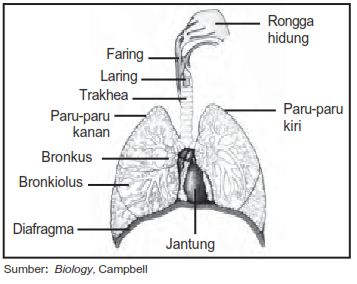 Rongga
hidung
Faring
Laring
Trakhea
Paru-paru
kanan
Paru-paru
kiri
Bronkus
Bronkiolus
Diafragma
Jantung
Sumber: Biology, Campbell